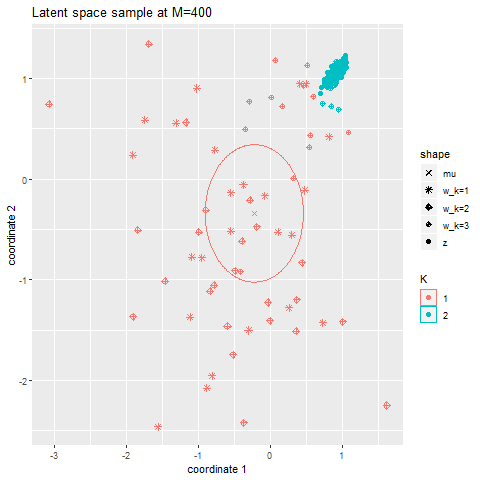 Latent space sample at M=400
1
0
-1
-2
coordinate 2
-3
-2
-1
0
1
coordinate 1
shape
mu
w_k=1
w_k=2
w_k=3
z
K
1
2